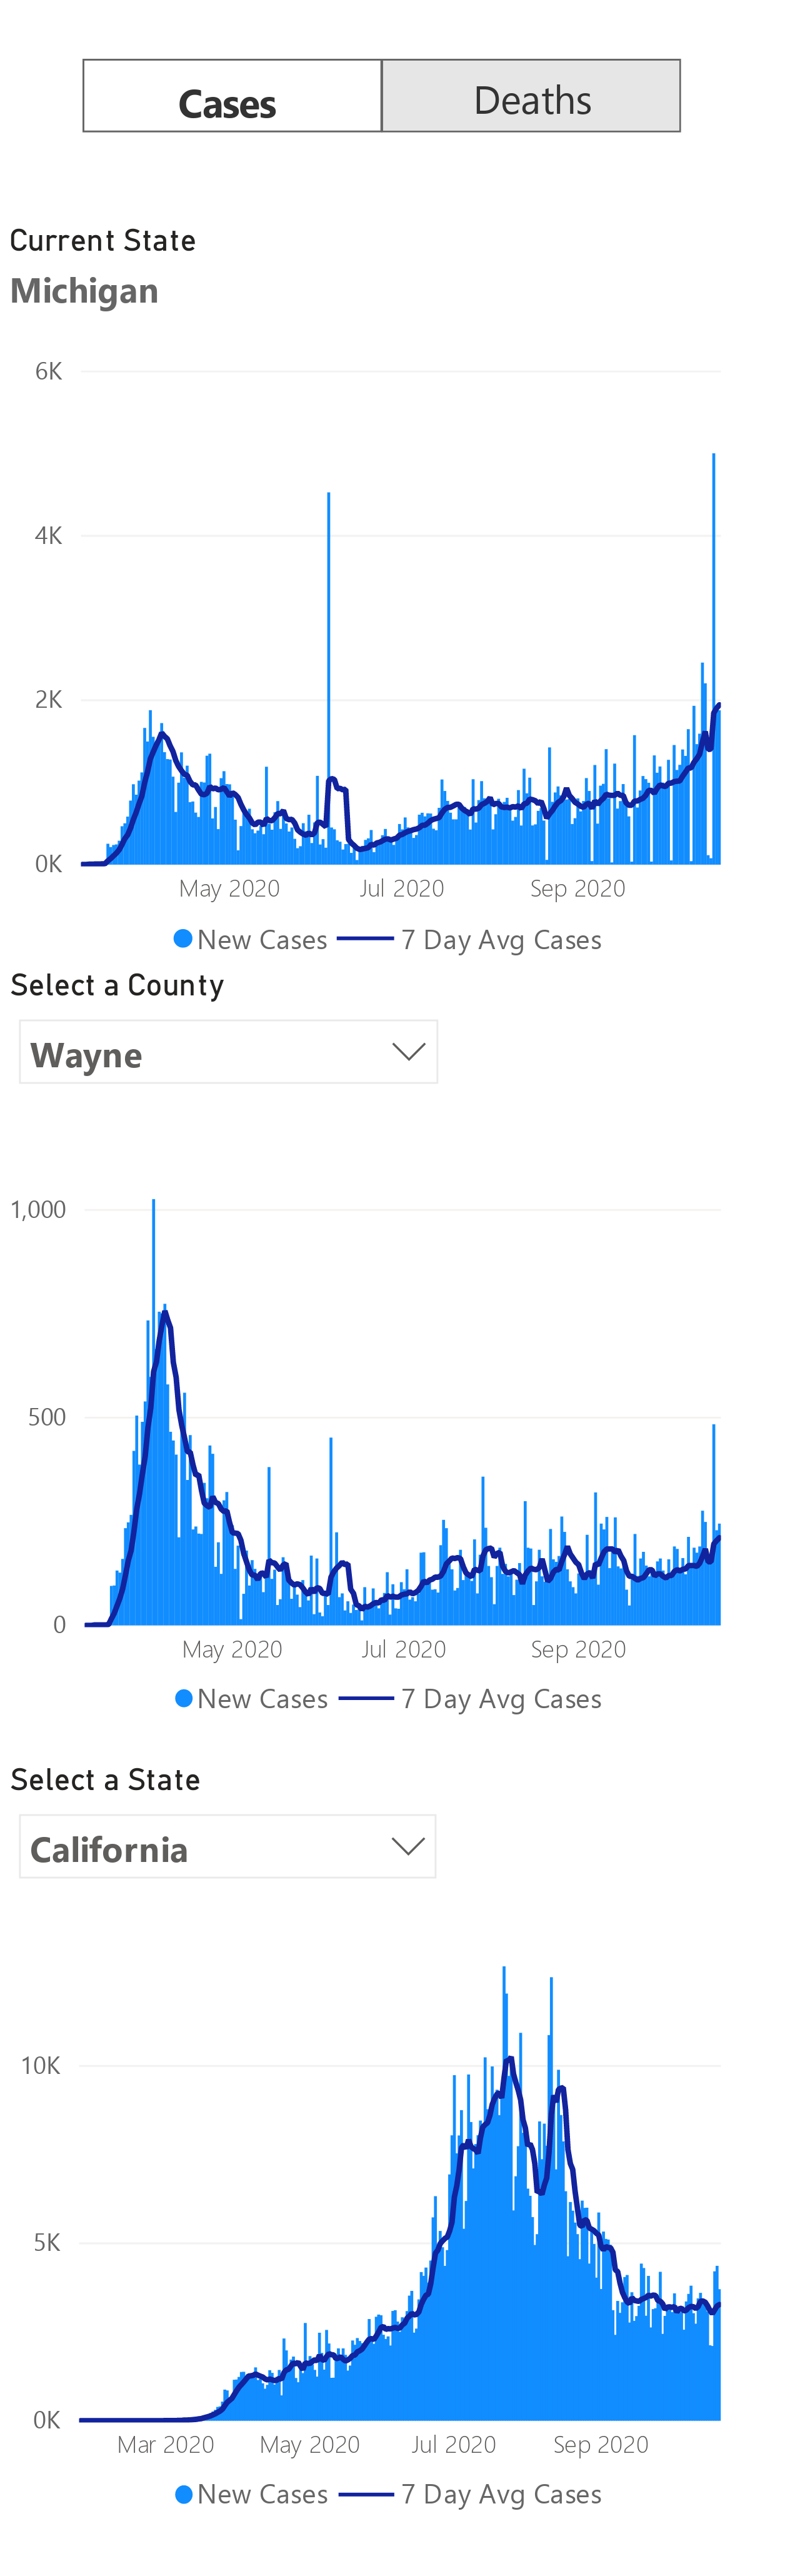 Cases Deaths
Current State
Michigan
6K
4K
2K
0K
May 2020 Jul 2020 Sep 2020
New Cases 7 Day Avg Cases
Select a County
Wayne
1,000
500
0
May 2020 Jul 2020 Sep 2020
New Cases 7 Day Avg Cases
Select a State
California
10K
5K
0K
Mar 2020 May 2020 Jul 2020 Sep 2020
New Cases 7 Day Avg Cases